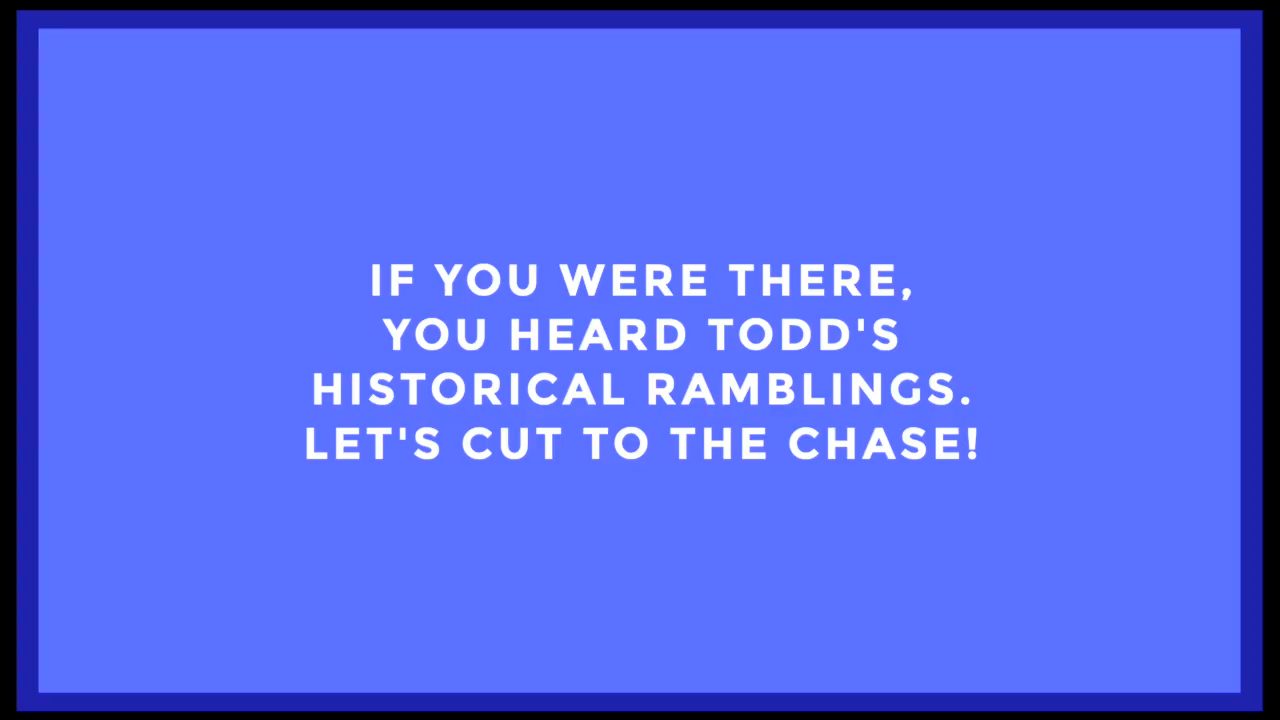 IF YOU WERE THERE,
YOU HEARD TODD'S
HISTORICAL RAMBLINGS.
LET'S CUT TO THE CHASE!